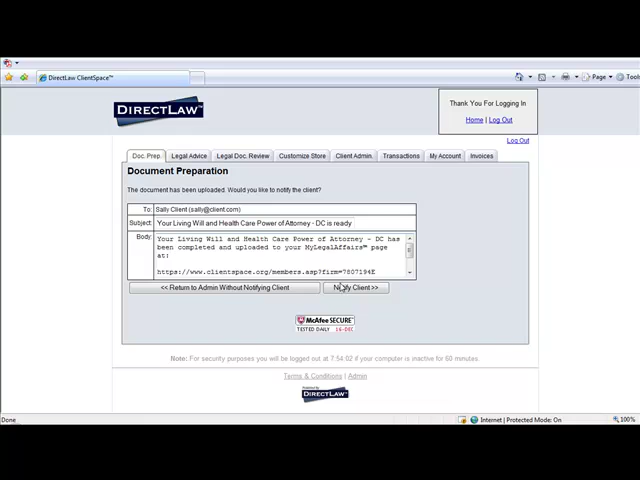 DirectLaw ClientSpace™
Page
Tools
DIRECTLAW™
Thank You For Logging In
Home | Log Out
Log Out
Doc. Prep.
Legal Advice
Legal Doc. Review
Customize Store
Client Admin.
Transactions
My Account
Invoices
Document Preparation
The document has been uploaded. Would you like to notify the client?
To: Sally Client (sally@client.com)
Subject: Your Living Will and Health Care Power of Attorney - DC is ready
Body: Your Living Will and Health Care Power of Attorney - DC has
been completed and uploaded to your MyLegalAffairs™ page
at:
https://www.clientspace.org/members.asp?firm=7807194E
<< Return to Admin Without Notifying Client
Notify Client >>
McAfee SECURE™
TESTED DAILY 16-DEC
Note: For security purposes you will be logged out at 7:54:02 if your computer is inactive for 60 minutes.
Terms & Conditions | Admin
Powered by
DIRECTLAW
Done
Internet | Protected Mode: On
100%